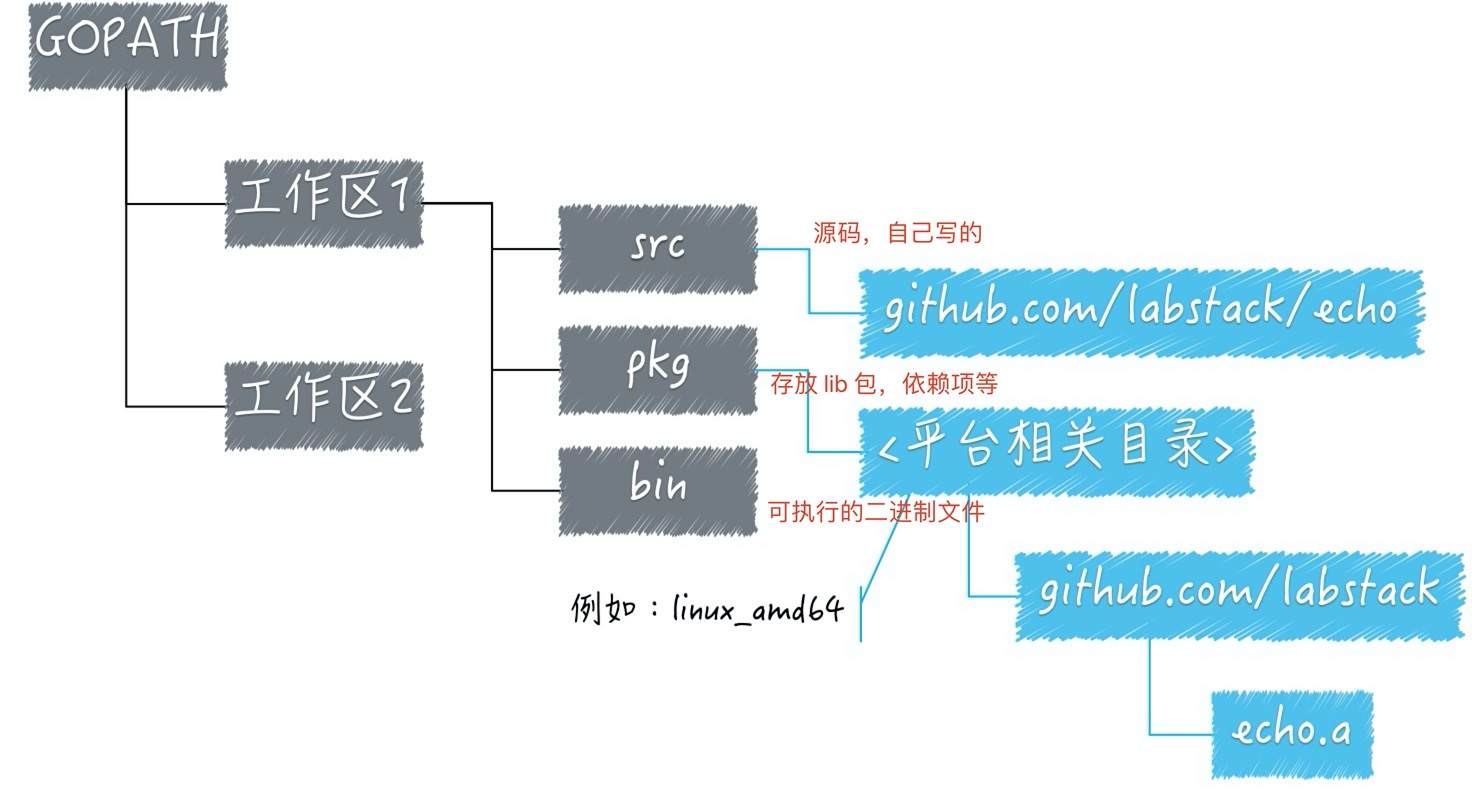 GOPATH
工作区1
src
源码，自己写的
github.com/labstack/echo
pkg
存放 lib 包，依赖项等
工作区2
<平台相关目录>
bin
可执行的二进制文件
github.com/labstack
例如：linux_amd64
echo.a